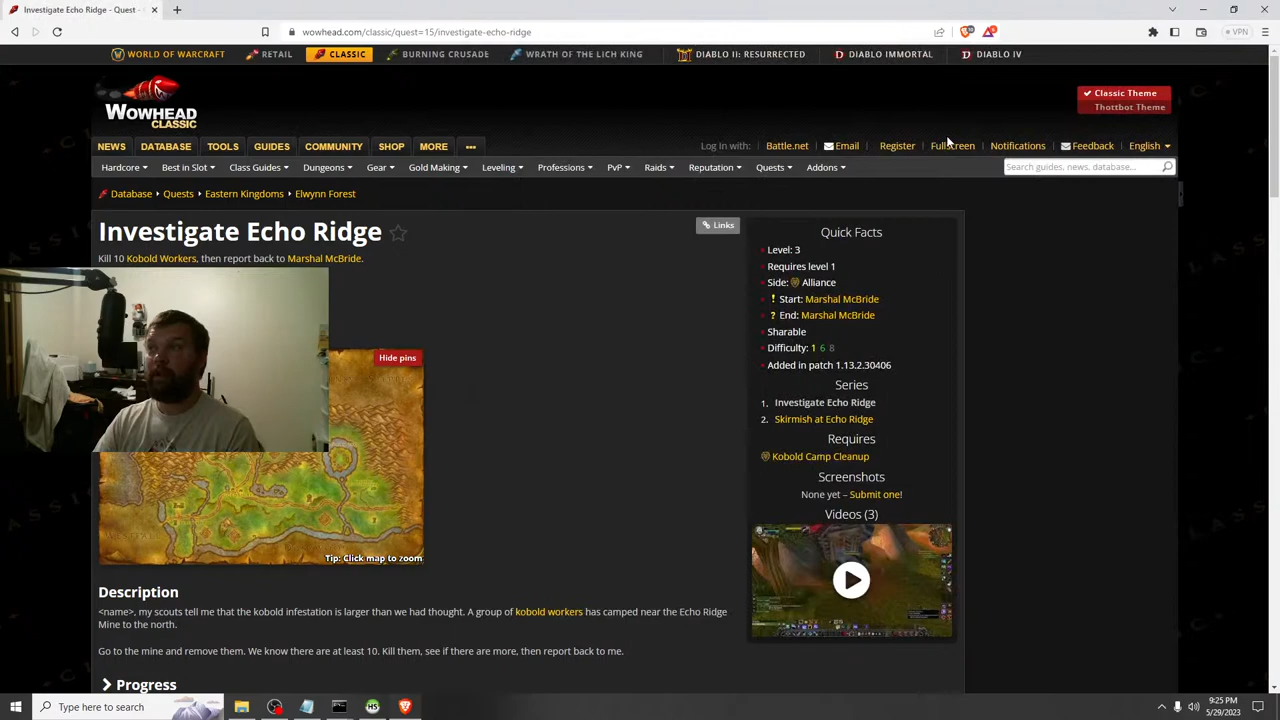 Investigate Echo Ridge - Quest -
wowhead.com/classic/quest=15/investigate-echo-ridge
VPN
WORLD OF WARCRAFT RETAIL CLASSIC BURNING CRUSADE WRATH OF THE LICH KING DIABLO II: RESURRECTED DIABLO IMMORTAL DIABLO IV
WOWHEAD
CLASSIC
Classic Theme
Thottbot Theme
NEWS DATABASE TOOLS GUIDES COMMUNITY SHOP MORE ...
Log in with: Battle.net Email Register Fullscreen Notifications Feedback English
Hardcore Best in Slot Class Guides Dungeons Gear Gold Making Leveling Professions PvP Raids Reputation Quests Addons
Search guides, news, database...
Database Quests Eastern Kingdoms Elwynn Forest
Investigate Echo Ridge
Links
Kill 10 Kobold Workers, then report back to Marshal McBride.
Hide pins
Tip: Click map to zoom
Description
<name>, my scouts tell me that the kobold infestation is larger than we had thought. A group of kobold workers has camped near the Echo Ridge
Mine to the north.
Go to the mine and remove them. We know there are at least 10. Kill them, see if there are more, then report back to me.
Progress
Quick Facts
Level: 3
Requires level 1
Side: Alliance
Start: Marshal McBride
End: Marshal McBride
Sharable
Difficulty: 1 6 8
Added in patch 1.13.2.30406
Series
1. Investigate Echo Ridge
2. Skirmish at Echo Ridge
Requires
Kobold Camp Cleanup
Screenshots
None yet – Submit one!
Videos (3)
Type here to search
HS
9:25 PM
5/29/2023